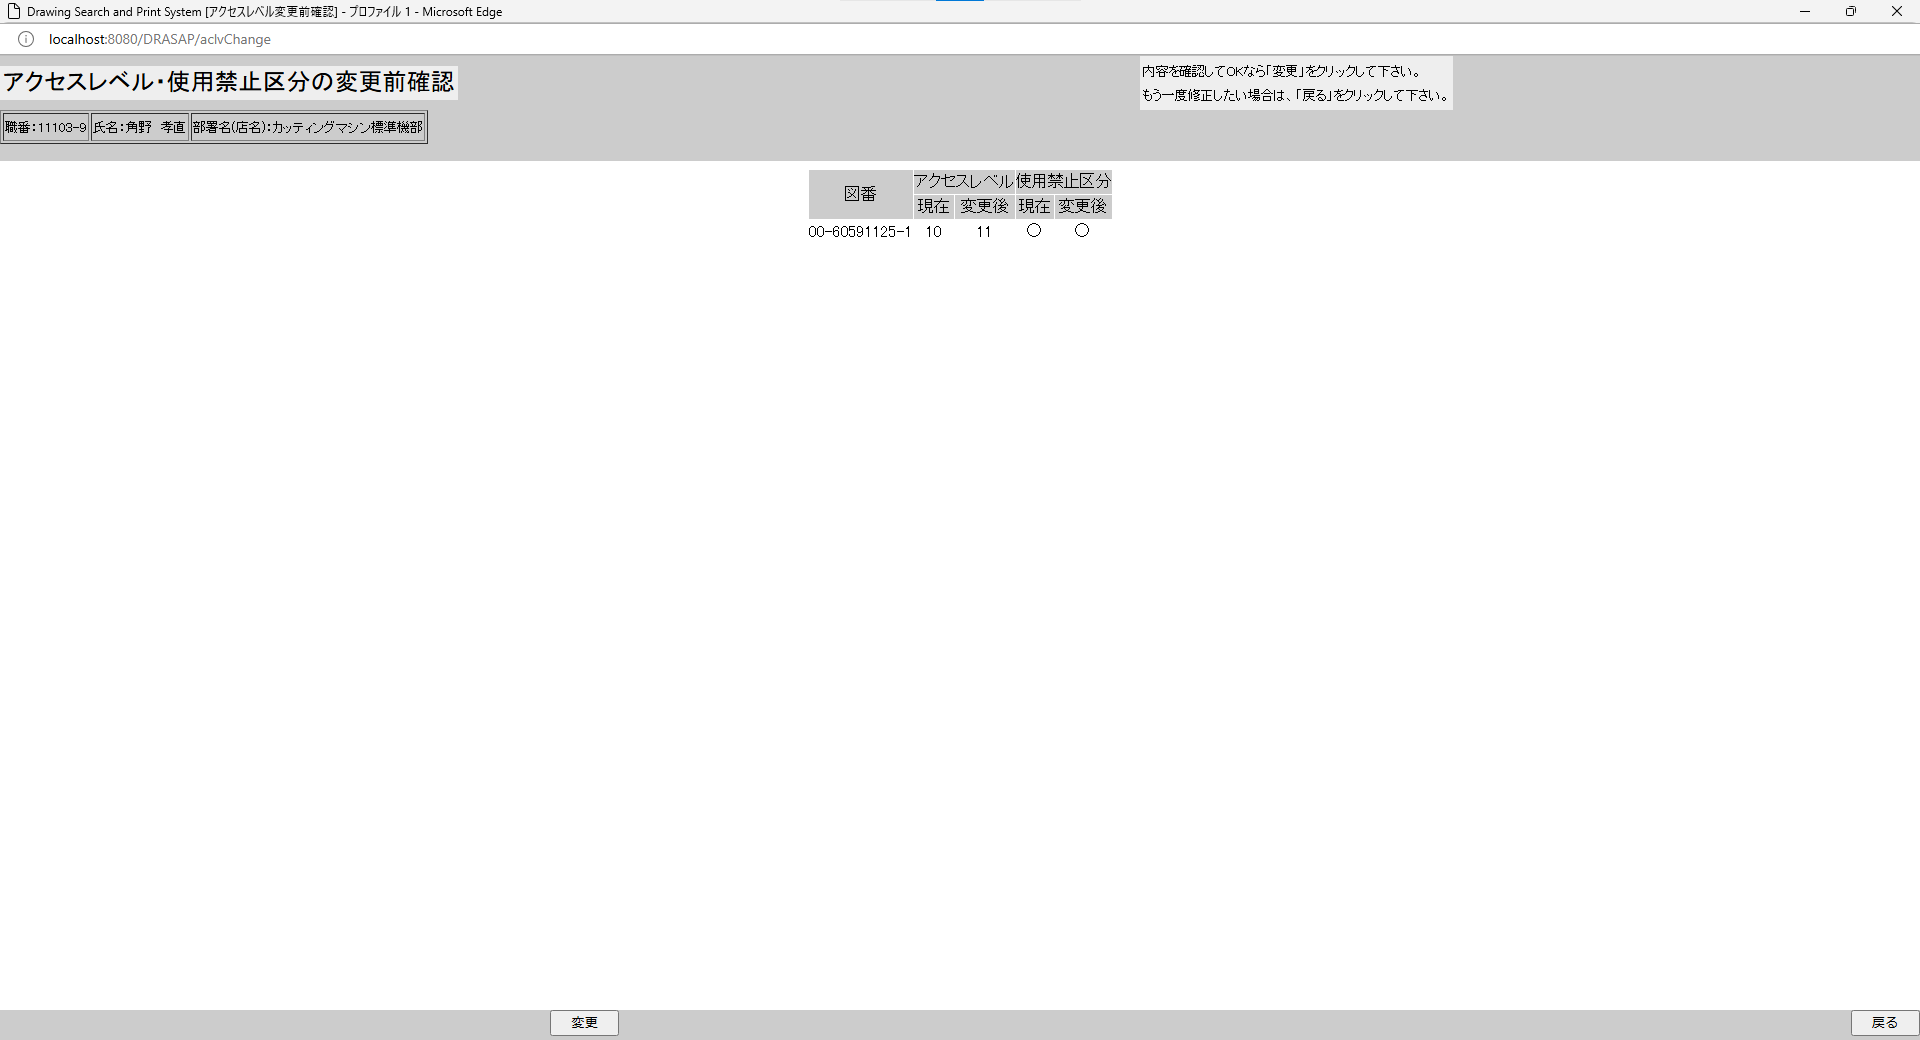 Drawing Search and Print System [アクセスレベル変更前確認] - プロファイル 1 - Microsoft Edge
localhost:8080/DRASAP/aclvChange
アクセスレベル・使用禁止区分の変更前確認
内容を確認してOKなら「変更」をクリックして下さい。
もう一度修正したい場合は、「戻る」をクリックして下さい。
職番：11103-9 氏名：角野　孝直 部署名(店名)：カッティングマシン標準機部
図番 アクセスレベル 使用禁止区分
現在 変更後 現在 変更後
00-60591125-1 10 11 ○ ○
変更 戻る